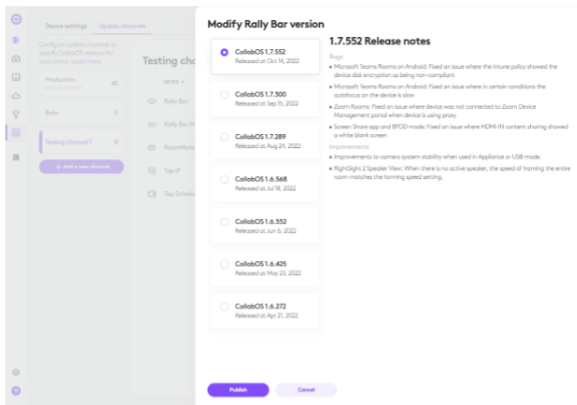 Device settings Update channels
Configure update channels to
specify CollabOS versions for
your rooms. Learn more
Production
Default channel
Beta
Testing channel 1
+ Add a new channel
Testing cha
DEVICE
Rally Bar
Rally Bar M
RoomMate
Tap IP
Tap Schedu
Modify Rally Bar version
CollabOS 1.7.552
Released at Oct 14, 2022
CollabOS 1.7.500
Released at Sep 15, 2022
CollabOS 1.7.289
Released at Aug 24, 2022
CollabOS 1.6.568
Released at Jul 18, 2022
CollabOS 1.6.552
Released at Jun 6, 2022
CollabOS 1.6.425
Released at May 23, 2022
CollabOS 1.6.272
Released at Apr 21, 2022
1.7.552 Release notes
Bugs
• Microsoft Teams Rooms on Android: Fixed an issue where the intune policy showed the
device disk encryption as being non-compliant
• Microsoft Teams Rooms on Android: Fixed an issue where in certain conditions the
autofocus on the device is slow
• Zoom Rooms: Fixed an issue where device was not connected to Zoom Device
Management portal when device is using proxy
• Screen Share app and BYOD mode: Fixed an issue where HDMI-IN content sharing showed
a white blank screen
Improvements
• Improvements to camera system stability when used in Appliance or USB mode.
• RightSight 2 Speaker View: When there is no active speaker, the speed of framing the entire
room matches the farming speed setting.
Publish
Cancel